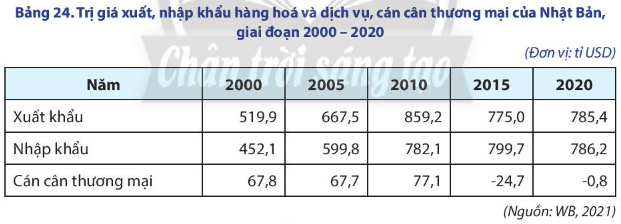 Bảng 24. Trị giá xuất, nhập khẩu hàng hoá và dịch vụ, cán cân thương mại của Nhật Bản,
giai đoạn 2000 – 2020
(Đơn vị: tỉ USD)
Chân trời sáng tạo
Năm 2000 2005 2010 2015 2020
Xuất khẩu 519,9 667,5 859,2 775,0 785,4
Nhập khẩu 452,1 599,8 782,1 799,7 786,2
Cán cân thương mại 67,8 67,7 77,1 -24,7 -0,8
(Nguồn: WB, 2021)